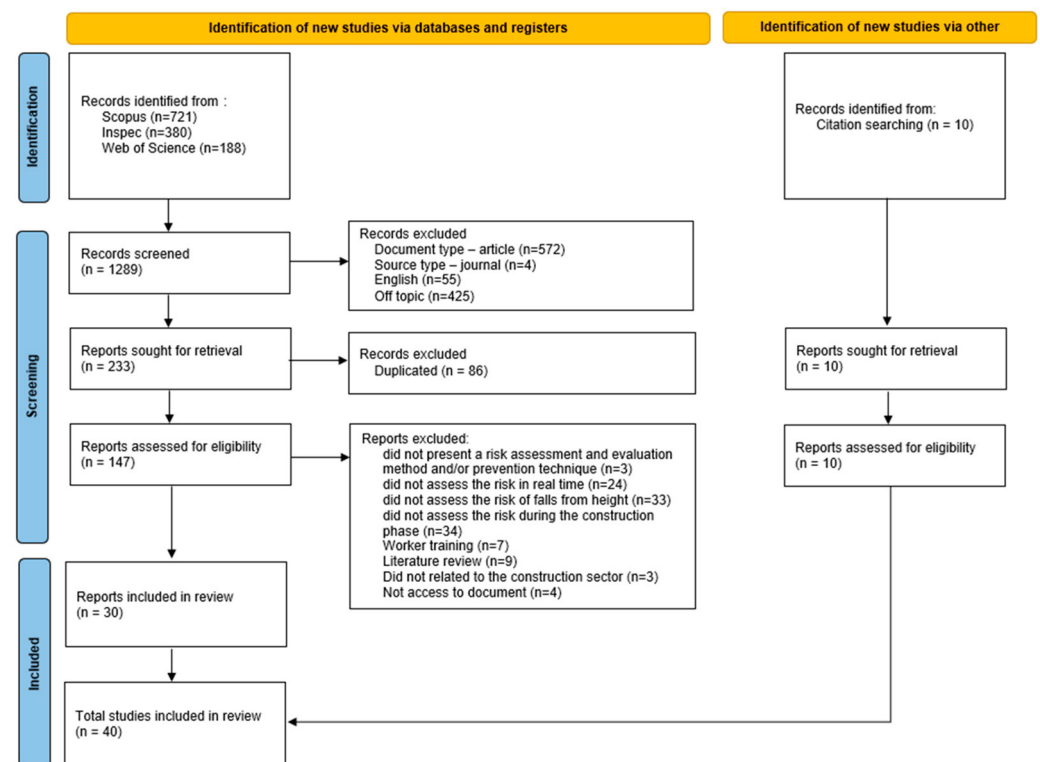 Identification of new studies via databases and registers
Identification of new studies via other
Identification
Records identified from :
Scopus (n=721)
Inspec (n=380)
Web of Science (n=188)
Records identified from:
Citation searching (n = 10)
Screening
Records screened
(n = 1289)
Records excluded
Document type – article (n=572)
Source type – journal (n=4)
English (n=55)
Off topic (n=425)
Reports sought for retrieval
(n = 233)
Records excluded
Duplicated (n = 86)
Reports sought for retrieval
(n = 10)
Reports assessed for eligibility
(n = 147)
Reports excluded:
did not present a risk assessment and evaluation
method and/or prevention technique (n=3)
did not assess the risk in real time (n=24)
did not assess the risk of falls from height (n=33)
did not assess the risk during the construction
phase (n=34)
Worker training (n=7)
Literature review (n=9)
Did not related to the construction sector (n=3)
Not access to document (n=4)
Reports assessed for eligibility
(n = 10)
Included
Reports included in review
(n = 30)
Total studies included in review
(n = 40)